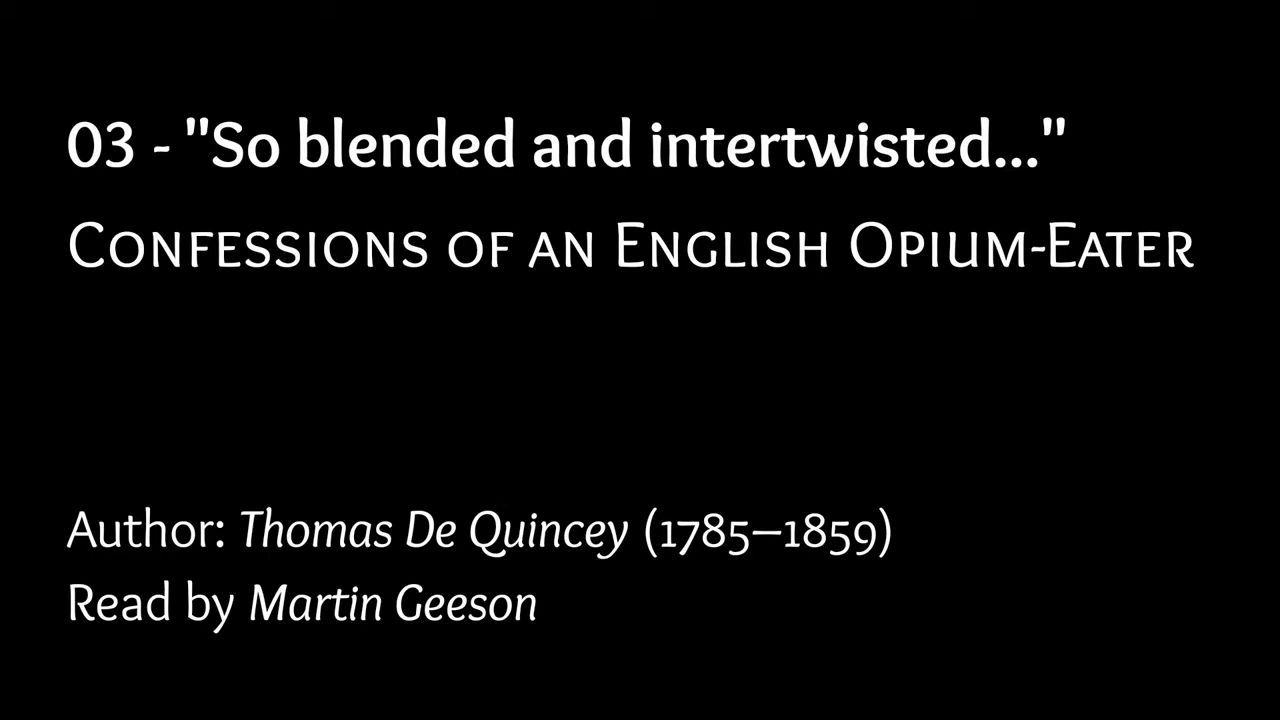 03 - "So blended and intertwisted..."
Confessions of an English Opium-Eater
Author: Thomas De Quincey (1785–1859)
Read by Martin Geeson